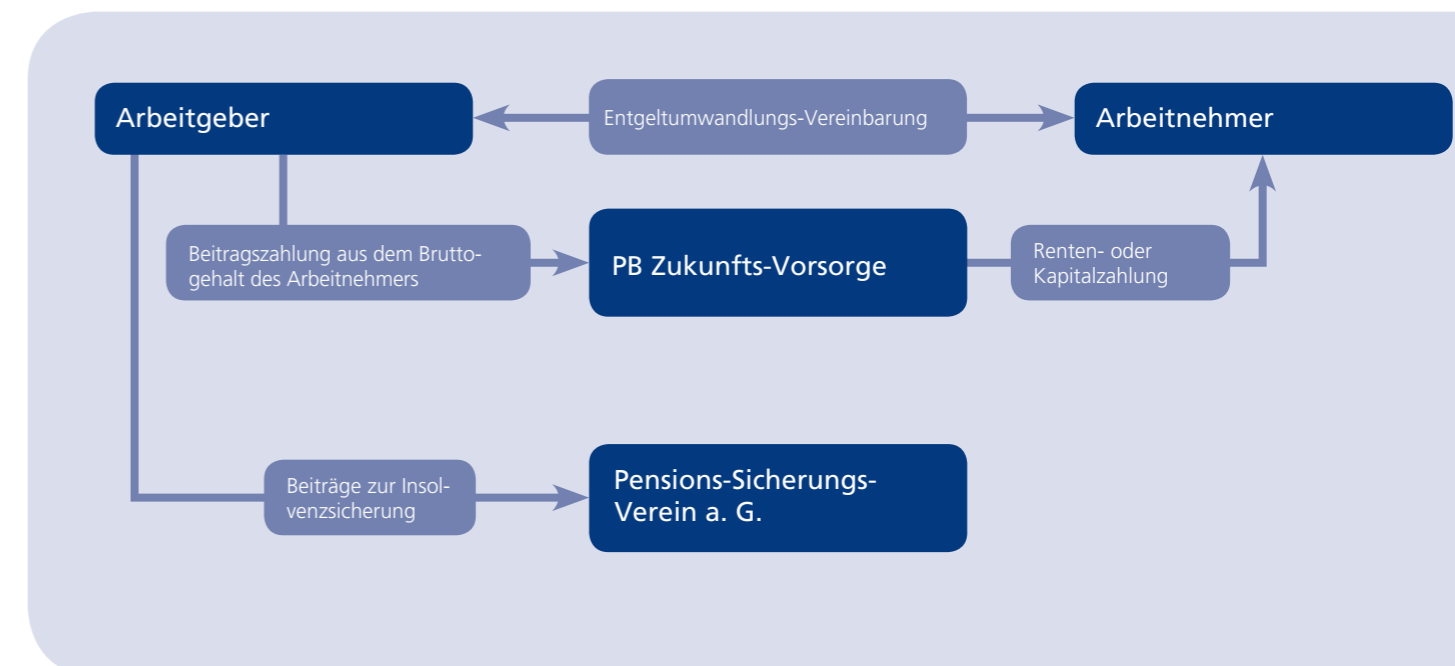 Arbeitgeber
Entgeltumwandlungs-Vereinbarung
Arbeitnehmer
Beitragszahlung aus dem Brutto-
gehalt des Arbeitnehmers
PB Zukunfts-Vorsorge
Renten- oder
Kapitalzahlung
Beiträge zur Insol-
venzsicherung
Pensions-Sicherungs-
Verein a. G.